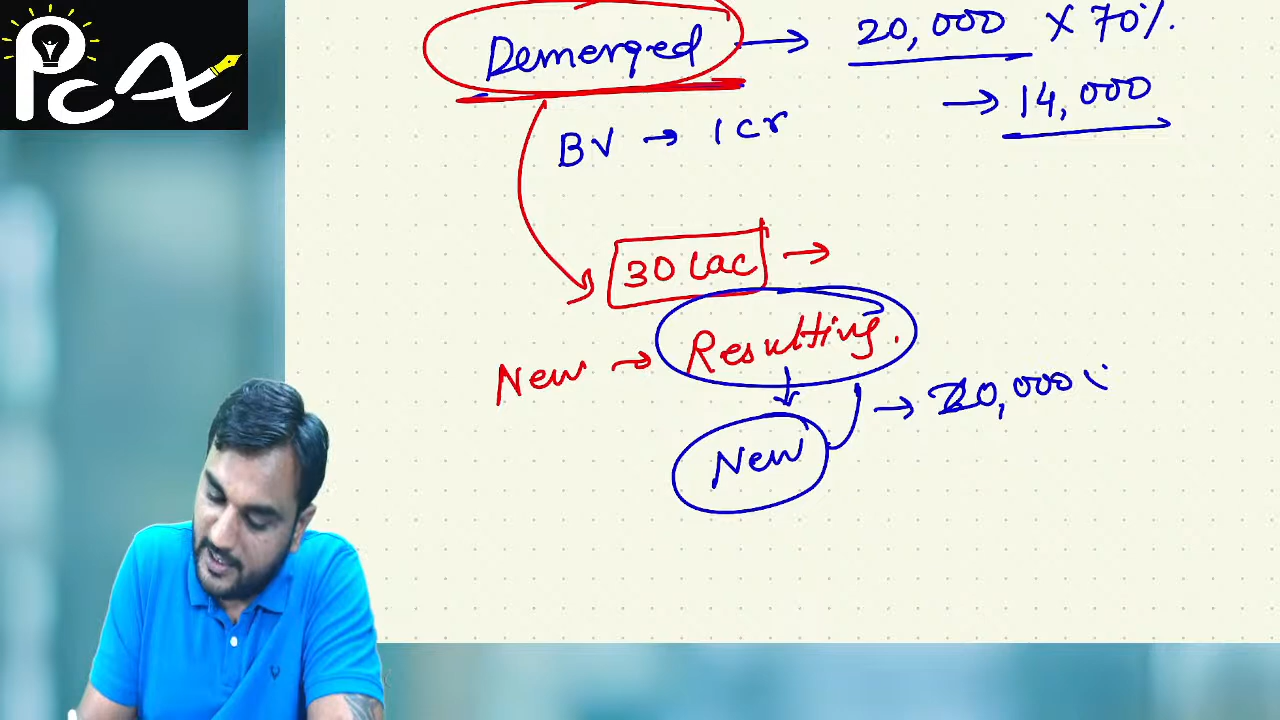 PCA
Demerged → 20,000 × 70%.
→ 14,000
BV → 1 cr
30 Lac →
New → Resulting.
New → 20,000